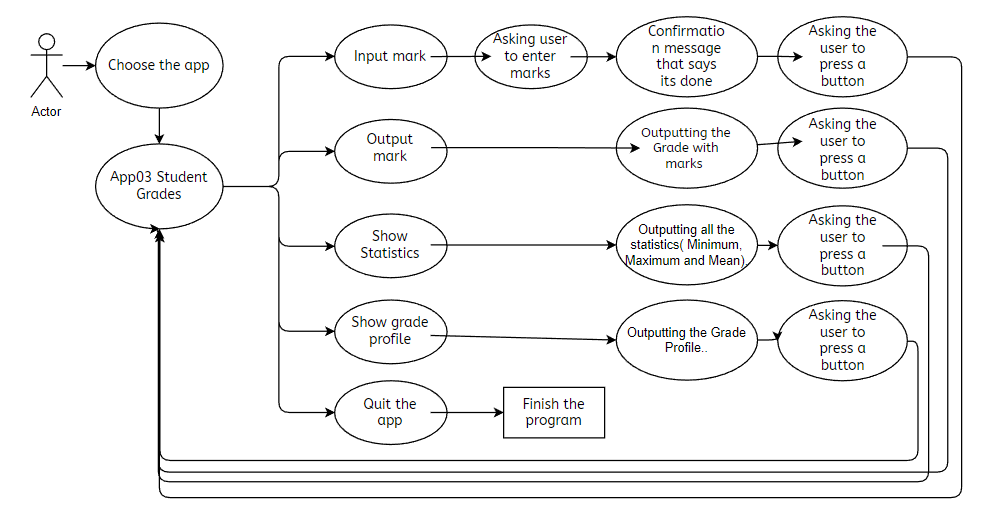 Actor
Choose the app
App03 Student
Grades
Input mark
Asking user
to enter
marks
Confirmatio
n message
that says
its done
Asking the
user to
press a
button
Output
mark
Outputting the
Grade with
marks
Asking the
user to
press a
button
Show
Statistics
Outputting all the
statistics( Minimum,
Maximum and Mean).
Asking the
user to
press a
button
Show grade
profile
Outputting the Grade
Profile..
Asking the
user to
press a
button
Quit the
app
Finish the
program